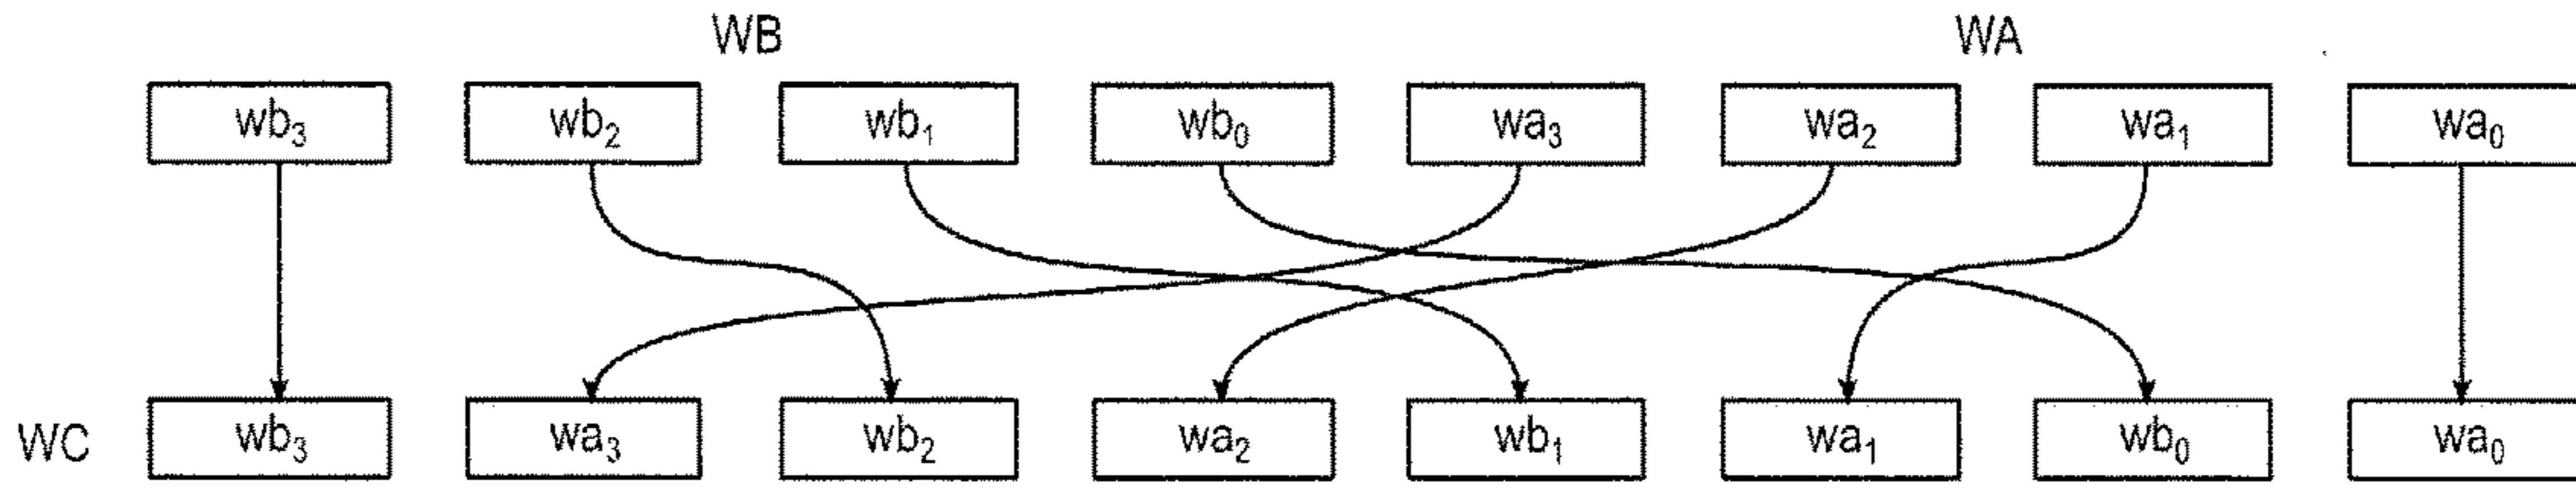 WB WA
wb₃ wb₂ wb₁ wb₀ wa₃ wa₂ wa₁ wa₀
WC wb₃ wa₃ wb₂ wa₂ wb₁ wa₁ wb₀ wa₀